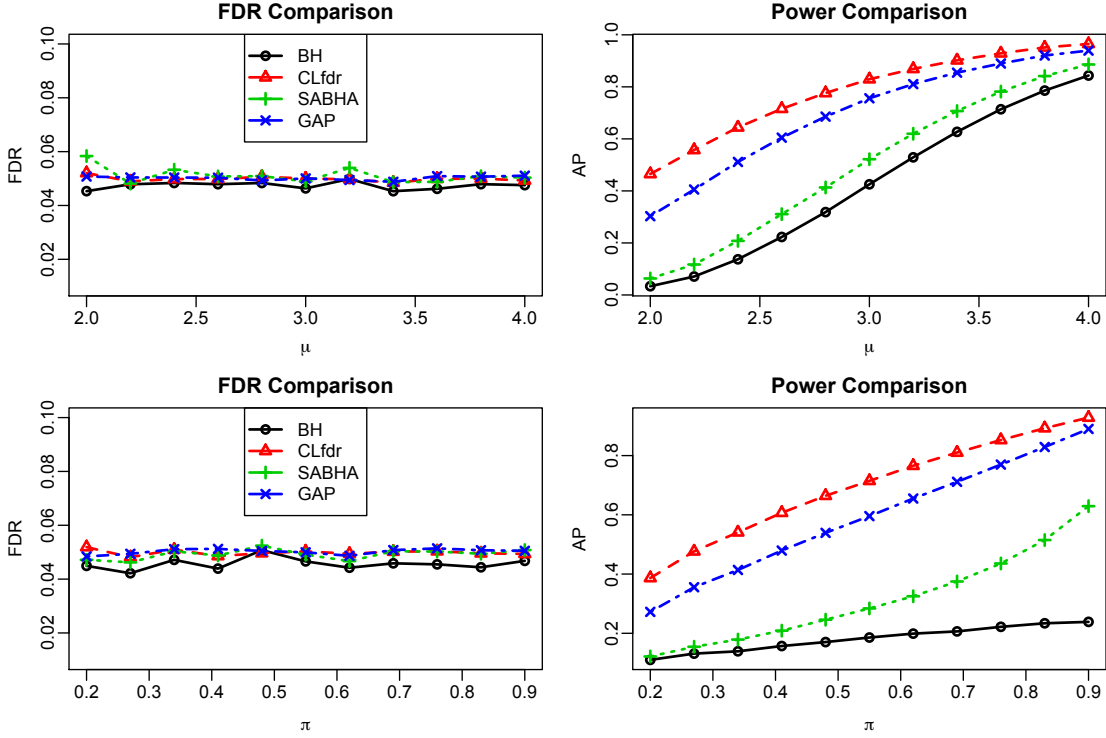 FDR Comparison
FDR
0.02 0.04 0.06 0.08 0.10
BH
CLfdr
SABHA
GAP
2.0 2.5 3.0 3.5 4.0
μ
Power Comparison
AP
0.0 0.2 0.4 0.6 0.8 1.0
2.0 2.5 3.0 3.5 4.0
μ
FDR Comparison
FDR
0.02 0.04 0.06 0.08 0.10
BH
CLfdr
SABHA
GAP
0.2 0.3 0.4 0.5 0.6 0.7 0.8 0.9
π
Power Comparison
AP
0.2 0.4 0.6 0.8
0.2 0.3 0.4 0.5 0.6 0.7 0.8 0.9
π